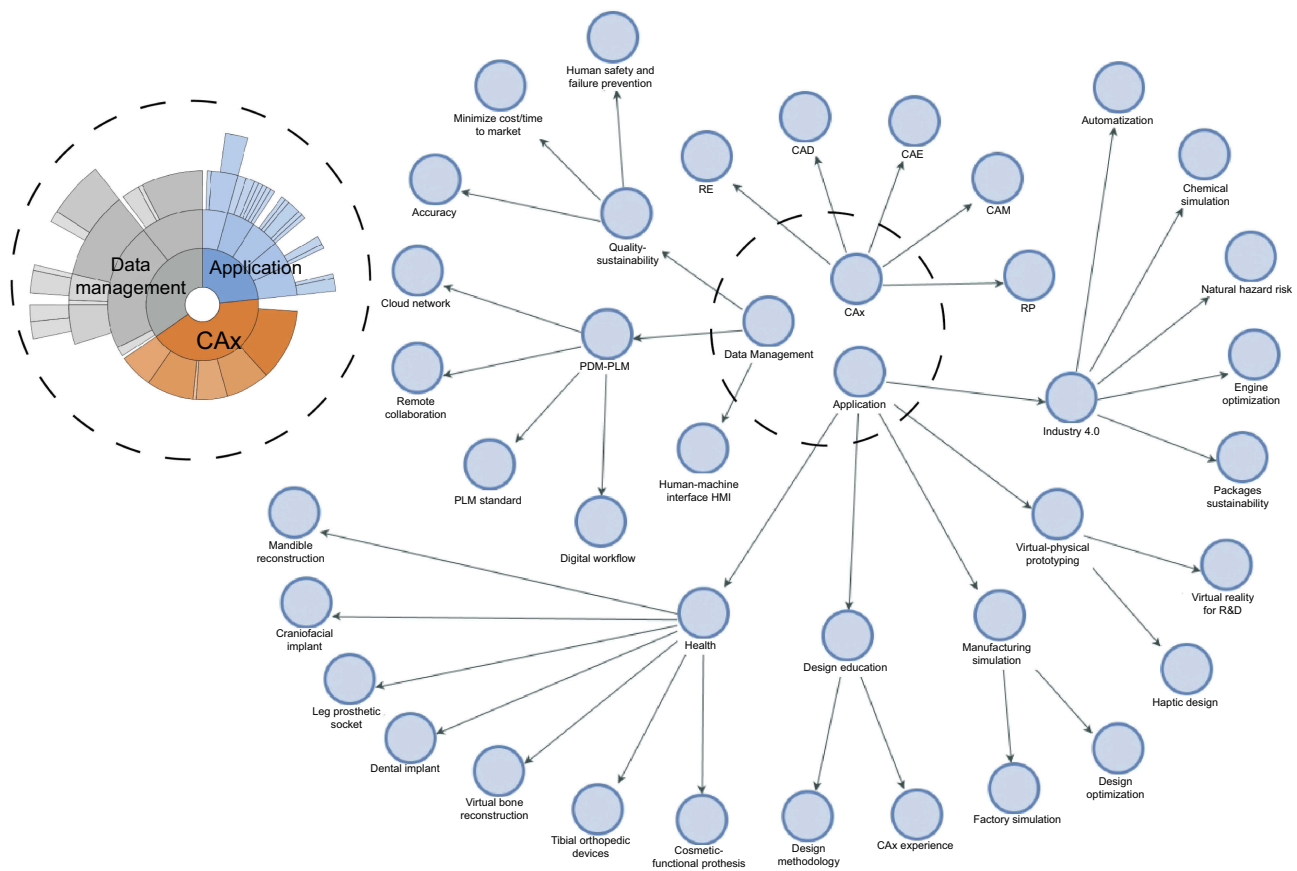 Data
management
Application
CAx
Human safety and
failure prevention
Minimize cost/time
to market
Accuracy
Quality-
sustainability
Cloud network
Remote
collaboration
PDM-PLM
PLM standard
Digital workflow
Data Management
Human-machine
interface HMI
RE
CAD
CAE
CAM
RP
CAx
Application
Automatization
Chemical
simulation
Natural hazard risk
Engine
optimization
Packages
sustainability
Industry 4.0
Virtual-physical
prototyping
Virtual reality
for R&D
Haptic design
Mandible
reconstruction
Craniofacial
implant
Leg prosthetic
socket
Dental implant
Virtual bone
reconstruction
Tibial orthopedic
devices
Cosmetic-
functional prothesis
Health
Design education
Design
methodology
CAx experience
Manufacturing
simulation
Factory simulation
Design
optimization